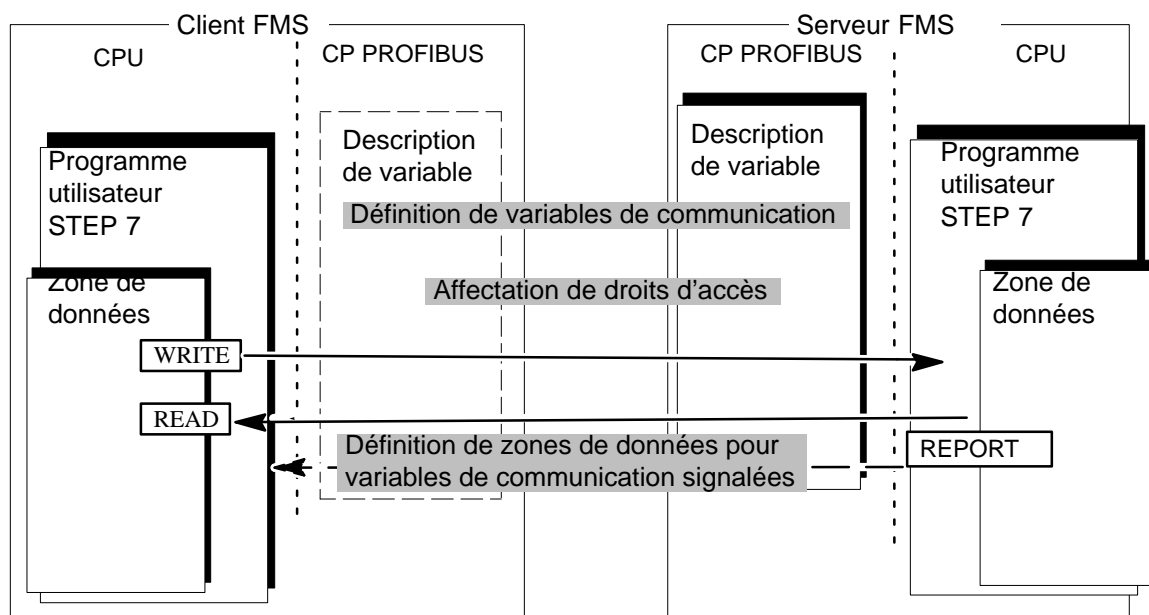 Client FMS
Serveur FMS
CPU
CP PROFIBUS
CP PROFIBUS
CPU
Programme
utilisateur
STEP 7
Description
de variable
Description
de variable
Programme
utilisateur
STEP 7
Définition de variables de communication
Zone de
données
Affectation de droits d'accès
Zone de
données
WRITE
READ
Définition de zones de données pour
variables de communication signalées
REPORT